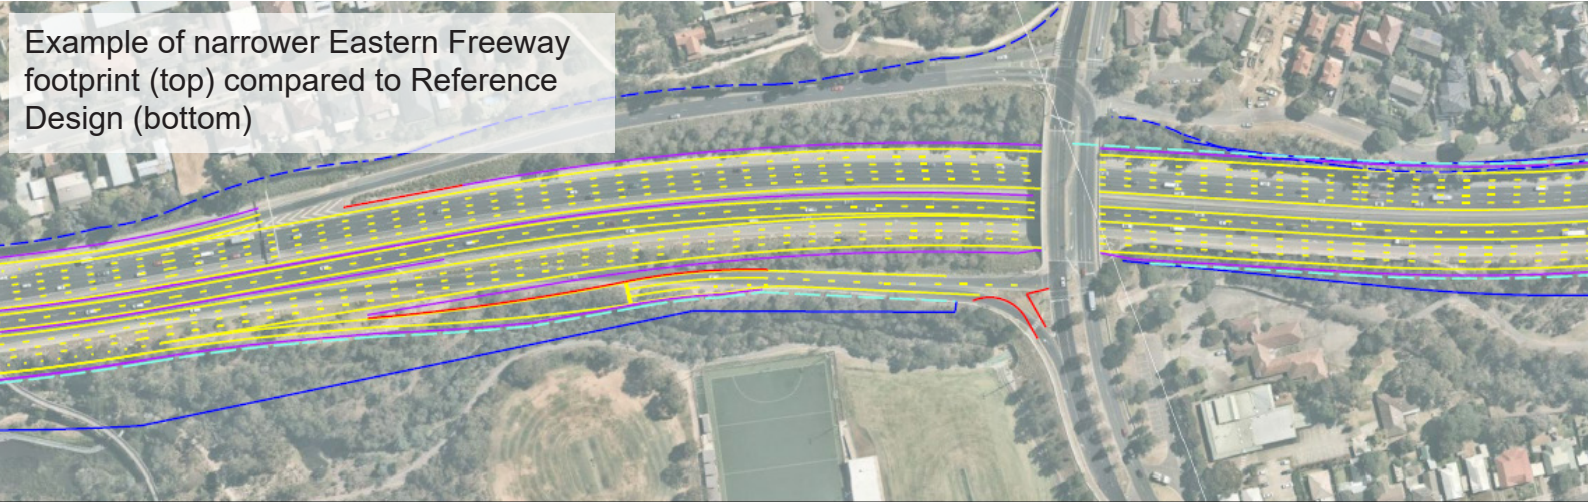 Example of narrower Eastern Freeway
footprint (top) compared to Reference
Design (bottom)